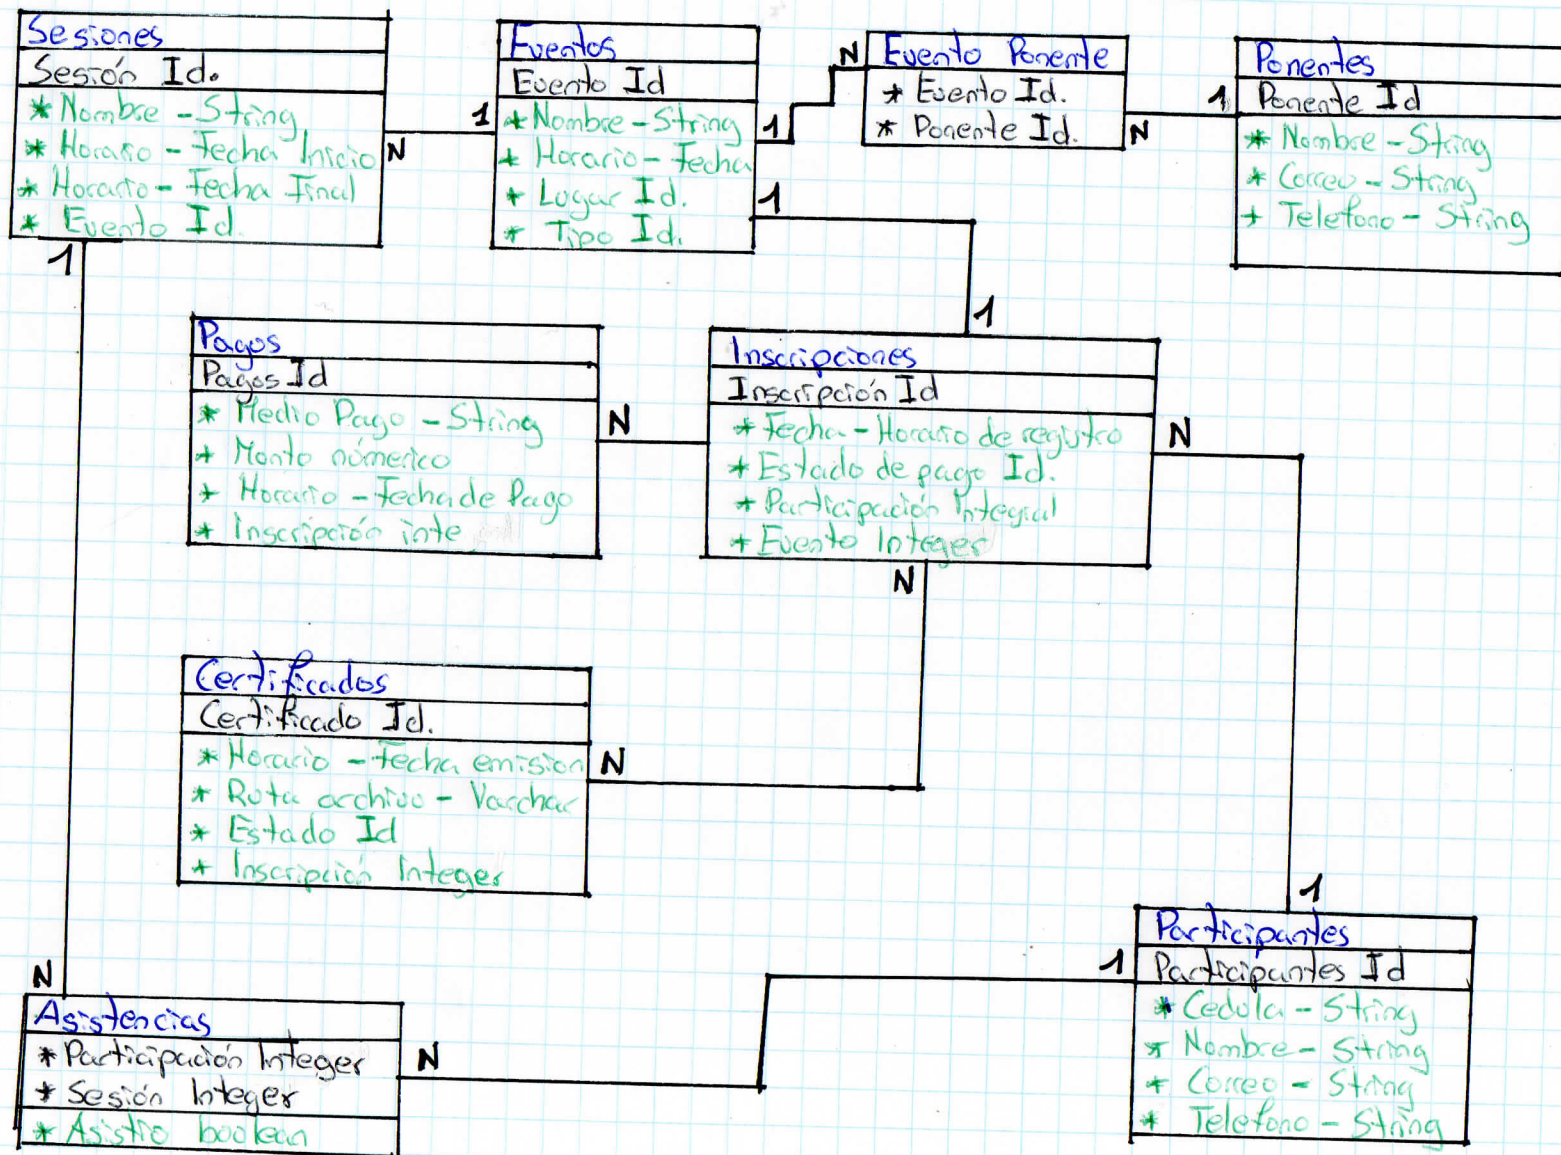 Sesiones
Sesión Id.
* Nombre - String
* Horario - Fecha Inicio
* Horario - Fecha Final
* Evento Id.
N
1
Eventos
Evento Id
* Nombre - String
* Horario - Fecha
* Lugar Id.
* Tipo Id.
1
N
Evento Ponente
* Evento Id.
* Ponente Id.
N
1
Ponentes
Ponente Id
* Nombre - String
* Correo - String
* Telefono - String
1
1
1
Pagos
Pagos Id
* Medio Pago - String
* Monto númerico
* Horario - Fecha de Pago
* Inscripción inte
N
Inscripciones
Inscripción Id
* Fecha - Horario de registro
* Estado de pago Id.
* Participación Integral
* Evento Integer
N
N
Certificados
Certificado Id.
* Horario - Fecha emision
* Ruta archivo - Varchar
* Estado Id
* Inscripción Integer
N
1
Participantes
Participantes Id
* Cedula - String
* Nombre - String
* Correo - String
* Telefono - String
1
N
Asistencias
* Participación Integer
* Sesión Integer
* Asistio boolean
N